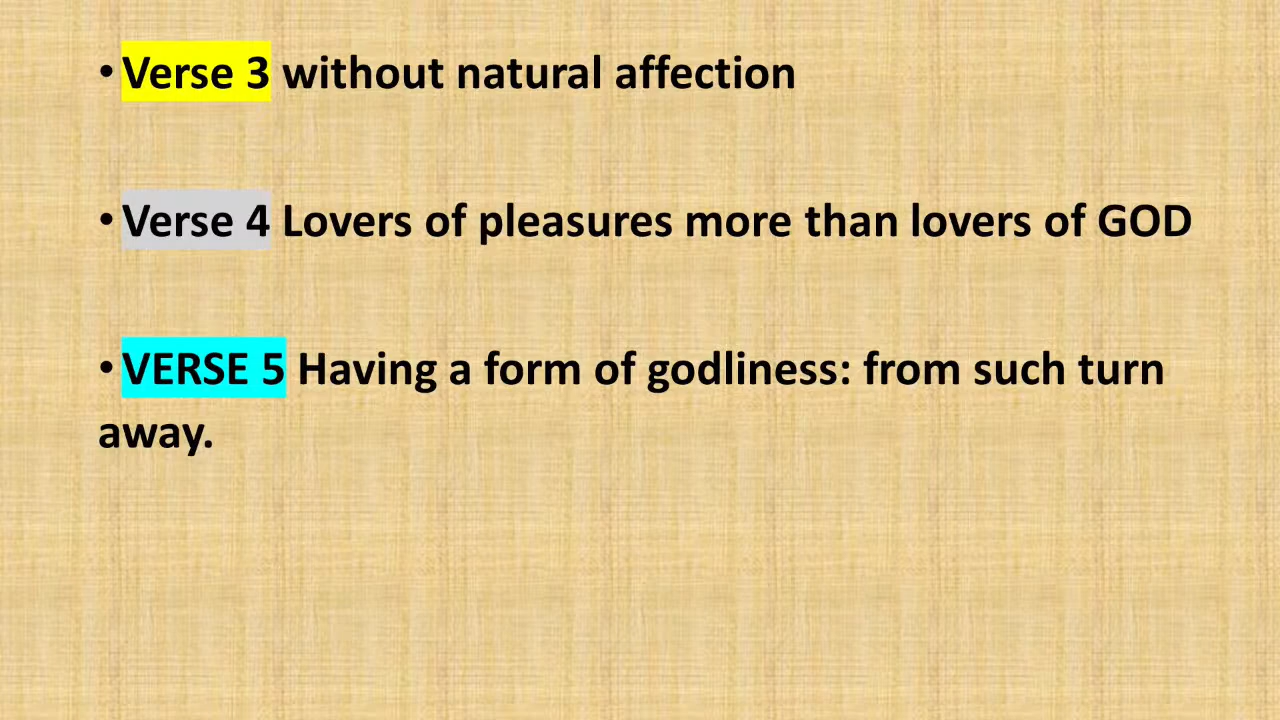 • Verse 3 without natural affection
• Verse 4 Lovers of pleasures more than lovers of GOD
• VERSE 5 Having a form of godliness: from such turn
away.